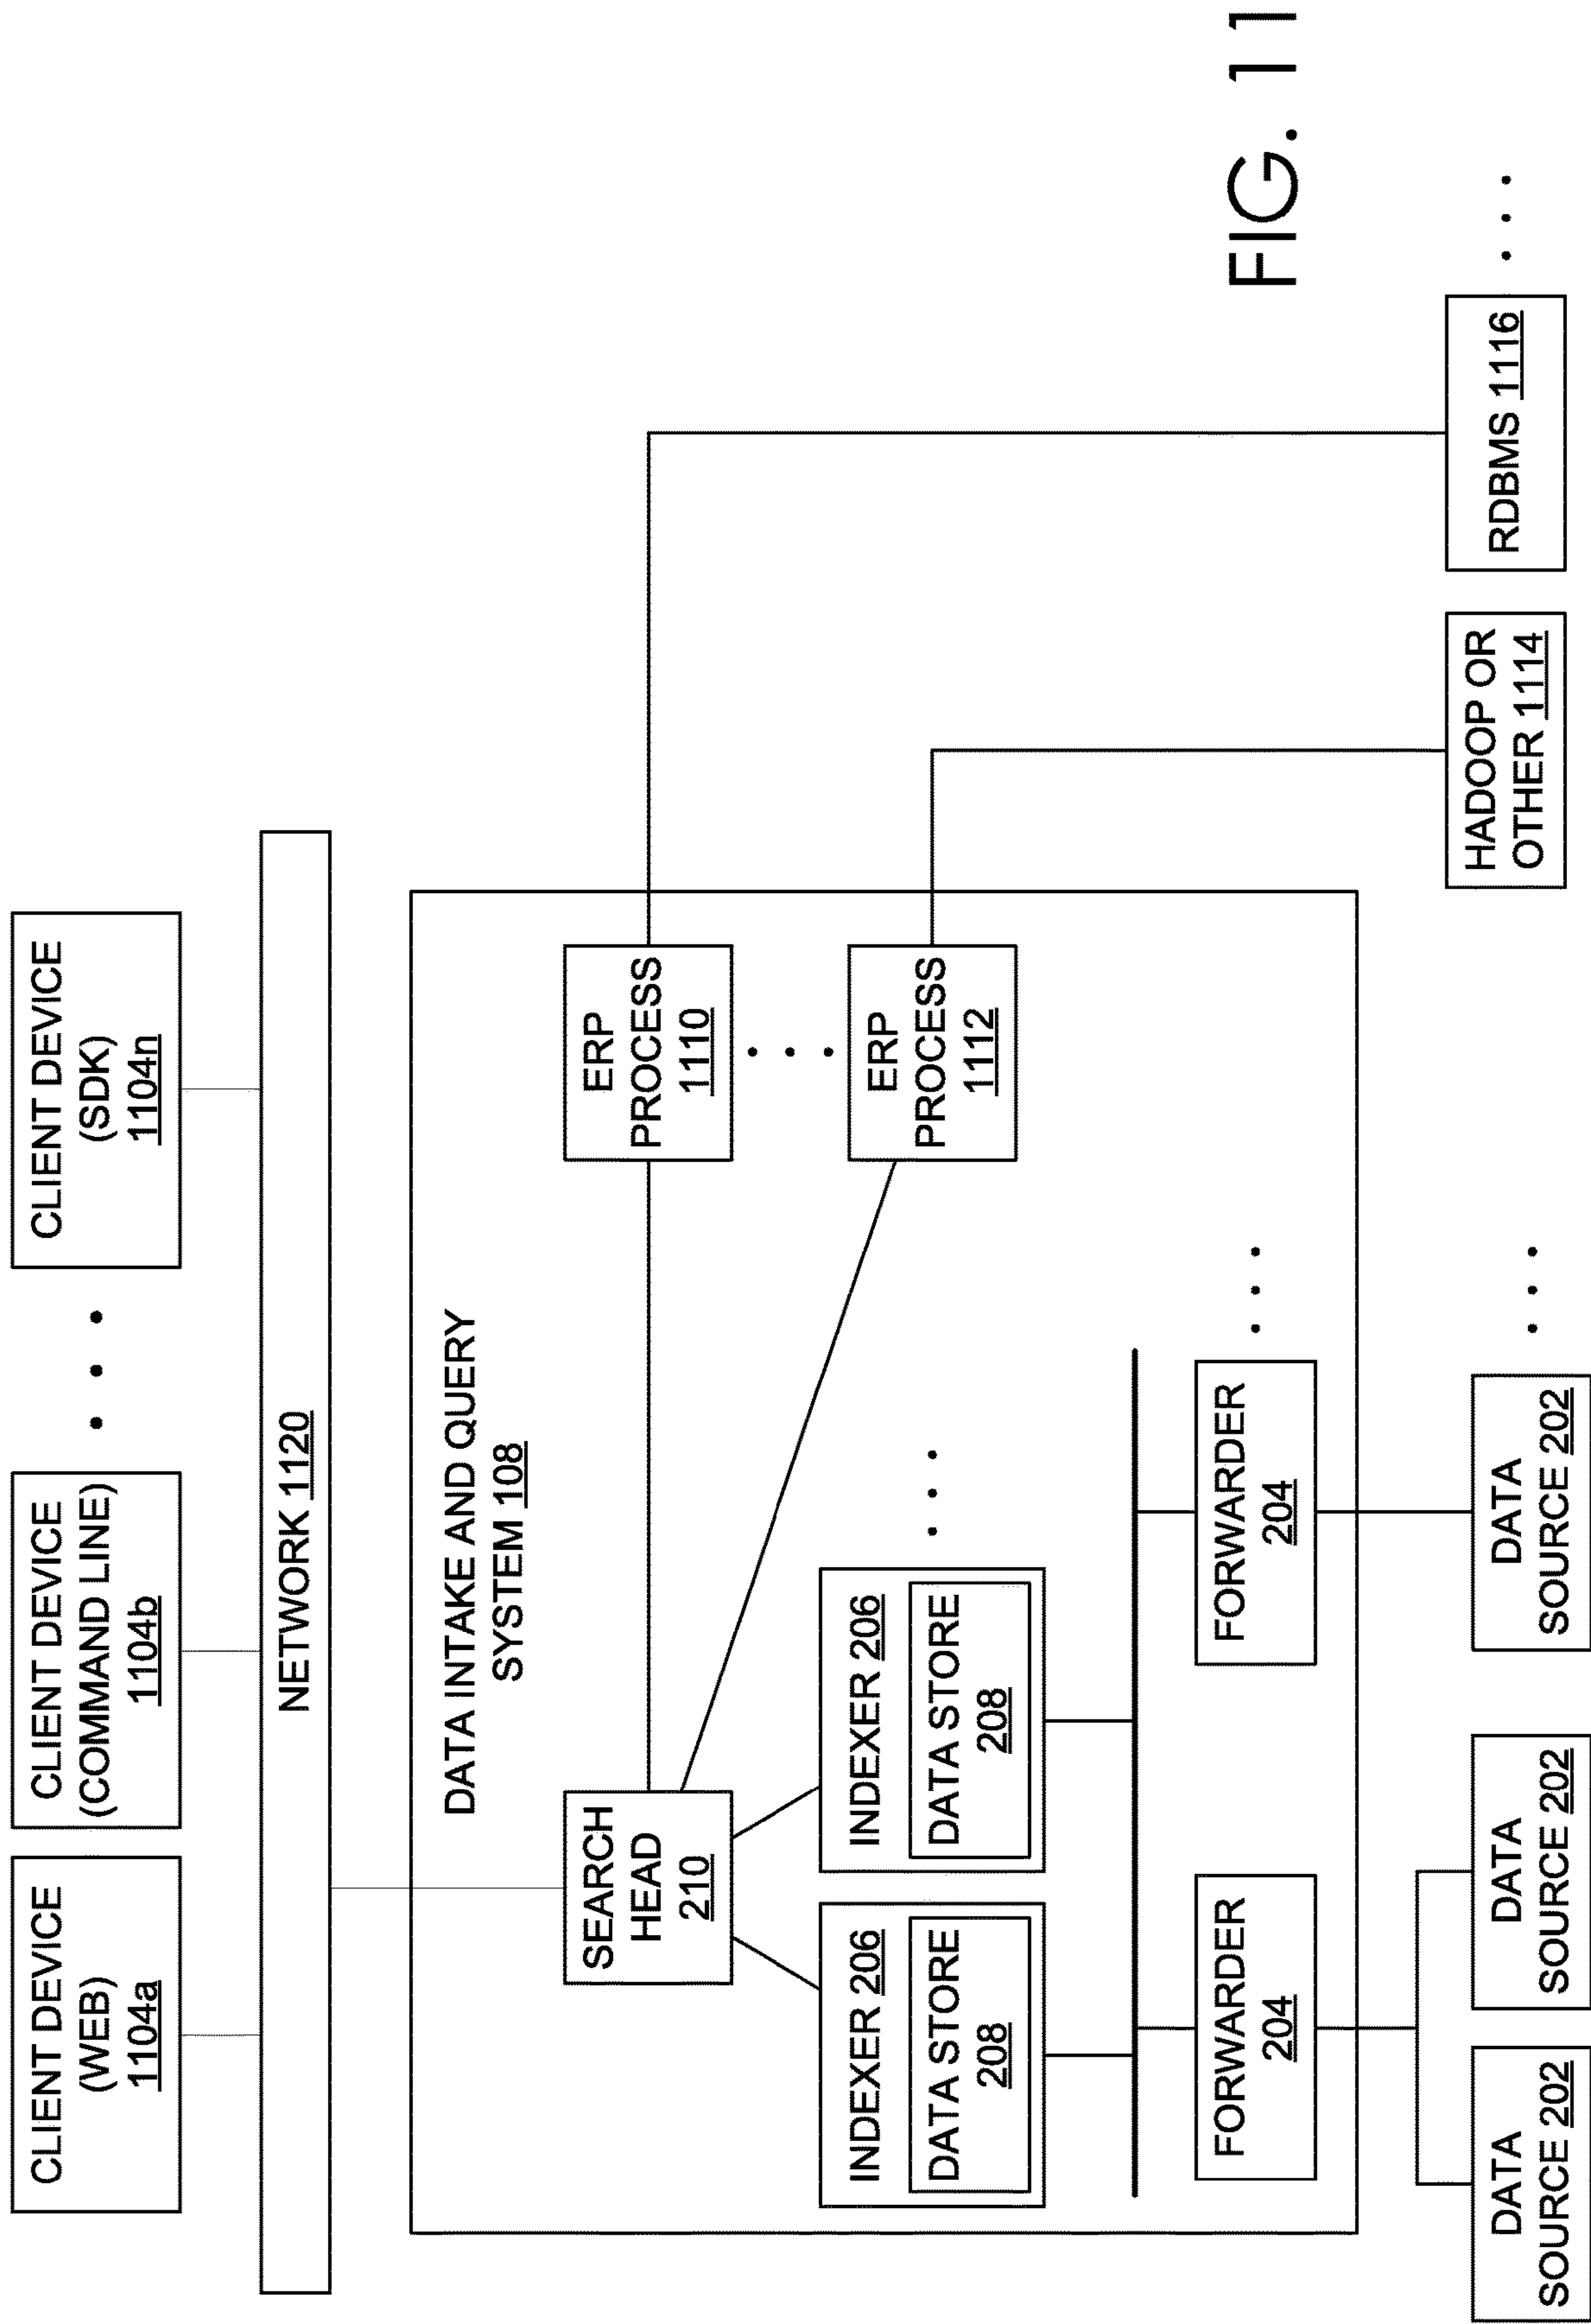 CLIENT DEVICE
(WEB)
1104a
CLIENT DEVICE
(COMMAND LINE)
1104b
CLIENT DEVICE
(SDK)
1104n
NETWORK 1120
DATA INTAKE AND QUERY
SYSTEM 108
SEARCH
HEAD
210
ERP
PROCESS
1110
INDEXER 206
DATA STORE
208
INDEXER 206
DATA STORE
208
ERP
PROCESS
1112
FORWARDER
204
FORWARDER
204
DATA
SOURCE 202
DATA
SOURCE 202
DATA
SOURCE 202
HADOOP OR
OTHER 1114
RDBMS 1116
FIG. 11